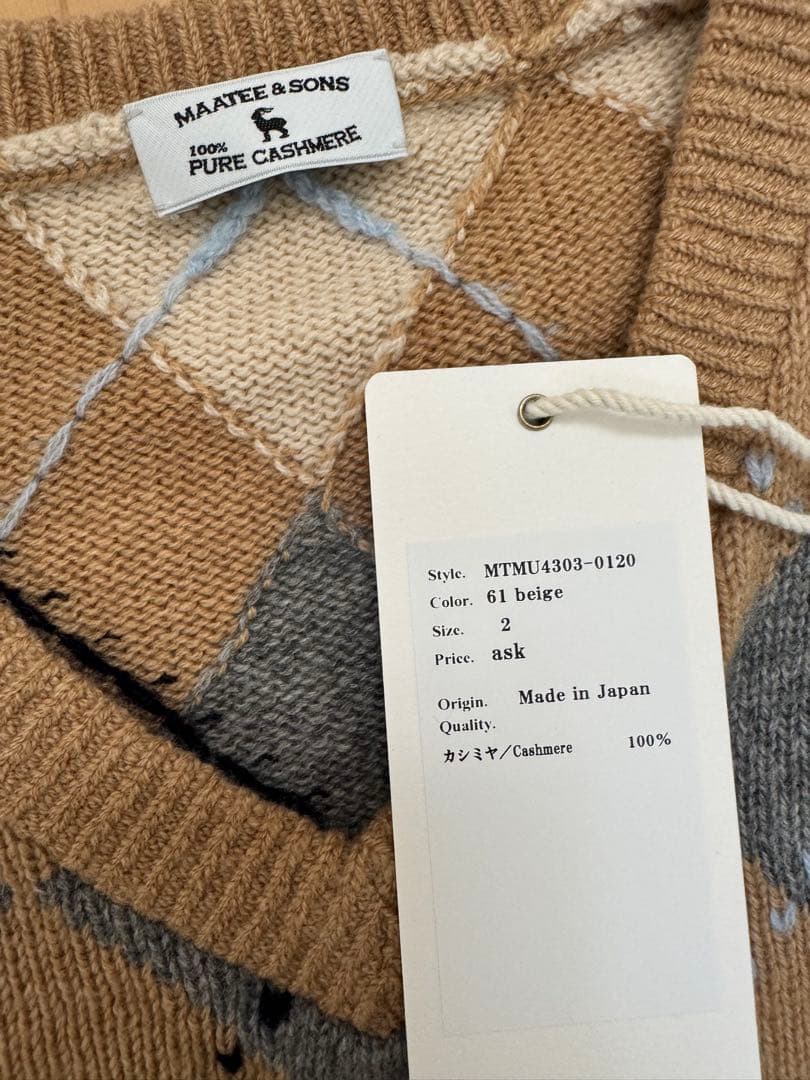 MAATEE & SONS
100%
PURE CASHMERE
Style. MTMU4303-0120
Color. 61 beige
Size. 2
Price. ask
Origin. Made in Japan
Quality.
カシミヤ/Cashmere 100%